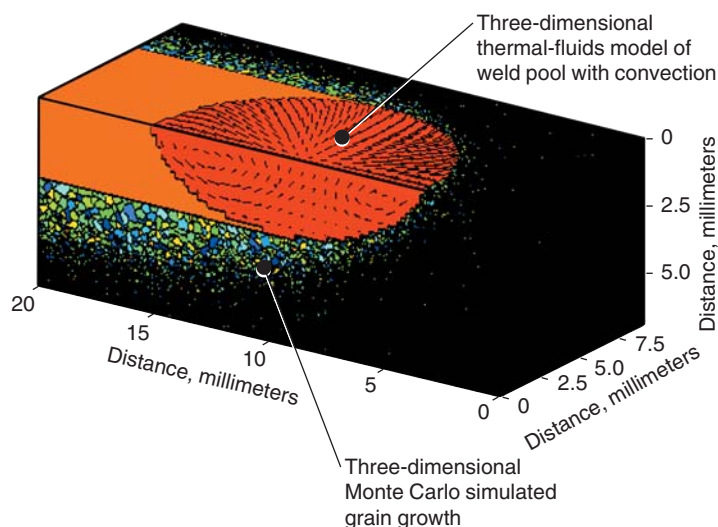 Three-dimensional
thermal-fluids model of
weld pool with convection
0
2.5
5.0
Distance, millimeters
20
15
10
5
0
Distance, millimeters
0
2.5
5.0
7.5
Distance, millimeters
Three-dimensional
Monte Carlo simulated
grain growth